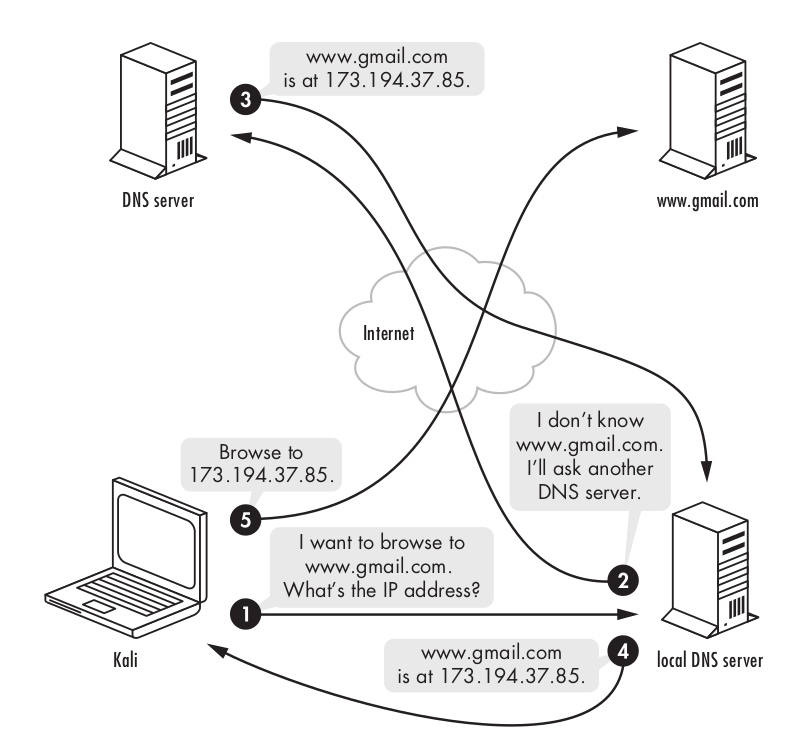 www.gmail.com
is at 173.194.37.85.
3
DNS server
www.gmail.com
Internet
I don’t know
www.gmail.com.
I’ll ask another
DNS server.
Browse to
173.194.37.85.
5
I want to browse to
www.gmail.com.
What’s the IP address?
2
1
www.gmail.com
is at 173.194.37.85.
4
Kali
local DNS server